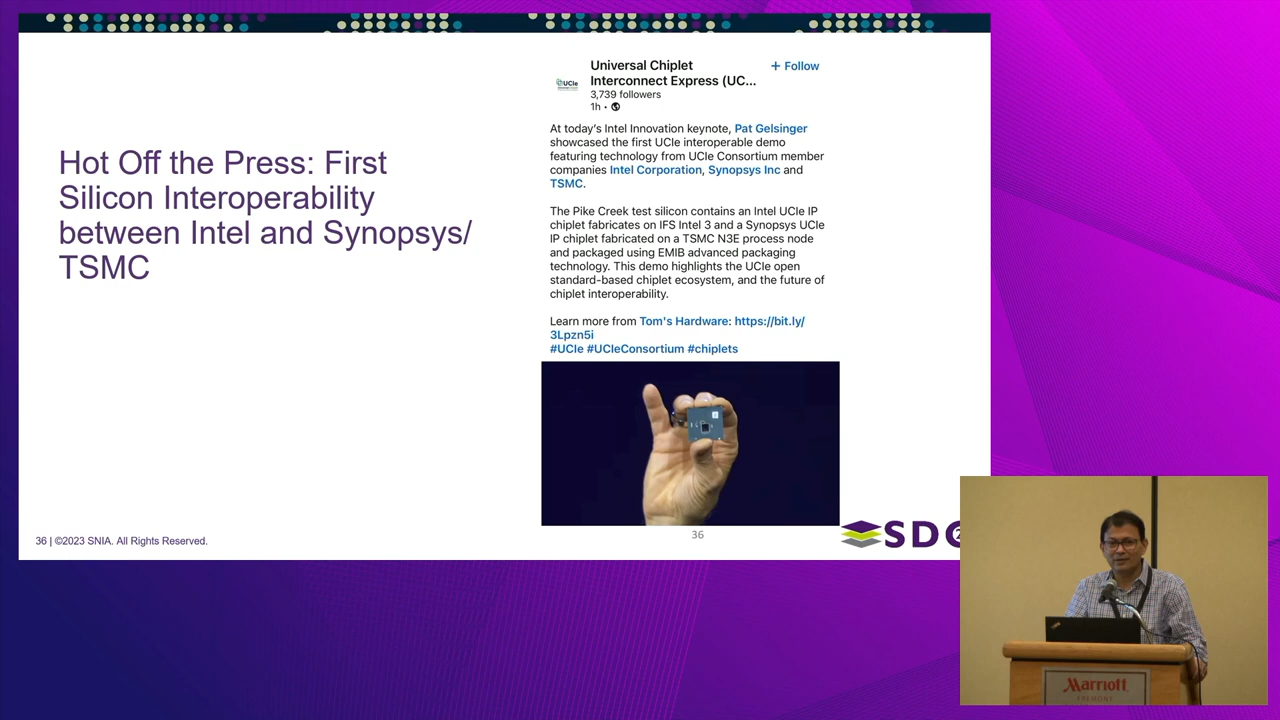 Hot Off the Press: First
Silicon Interoperability
between Intel and Synopsys/
TSMC
UCIe
Universal Chiplet
Interconnect Express (UC...
+ Follow
3,739 followers
1h •
At today's Intel Innovation keynote, Pat Gelsinger
showcased the first UCIe interoperable demo
featuring technology from UCIe Consortium member
companies Intel Corporation, Synopsys Inc and
TSMC.
The Pike Creek test silicon contains an Intel UCIe IP
chiplet fabricates on IFS Intel 3 and a Synopsys UCIe
IP chiplet fabricated on a TSMC N3E process node
and packaged using EMIB advanced packaging
technology. This demo highlights the UCIe open
standard-based chiplet ecosystem, and the future of
chiplet interoperability.
Learn more from Tom's Hardware: https://bit.ly/
3Lpzn5i
#UCIe #UCIeConsortium #chiplets
36 | ©2023 SNIA. All Rights Reserved.
36
SDC
Marriott
FREMONT